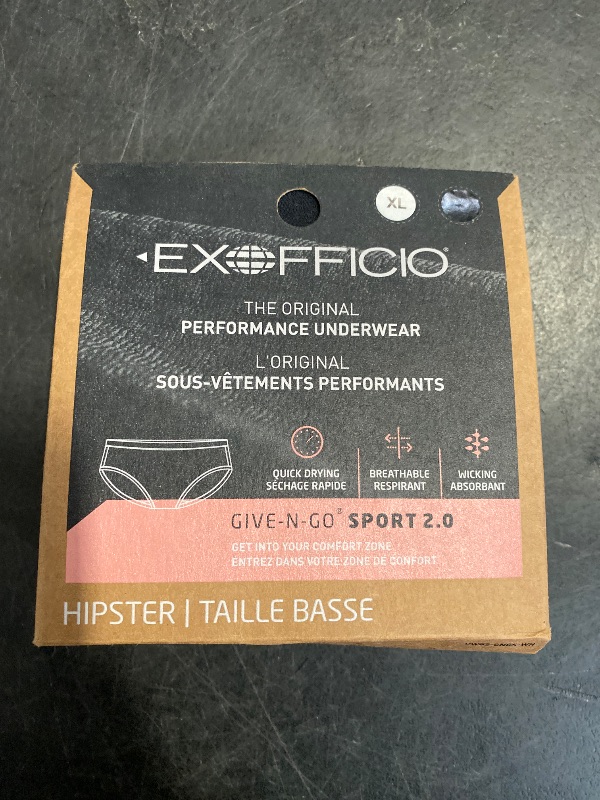 XL
EXOFFICIO®
THE ORIGINAL
PERFORMANCE UNDERWEAR
L'ORIGINAL
SOUS-VÊTEMENTS PERFORMANTS
QUICK DRYING
SÉCHAGE RAPIDE
BREATHABLE
RESPIRANT
WICKING
ABSORBANT
GIVE-N-GO® SPORT 2.0
GET INTO YOUR COMFORT ZONE
ENTREZ DANS VOTRE ZONE DE CONFORT
HIPSTER | TAILLE BASSE